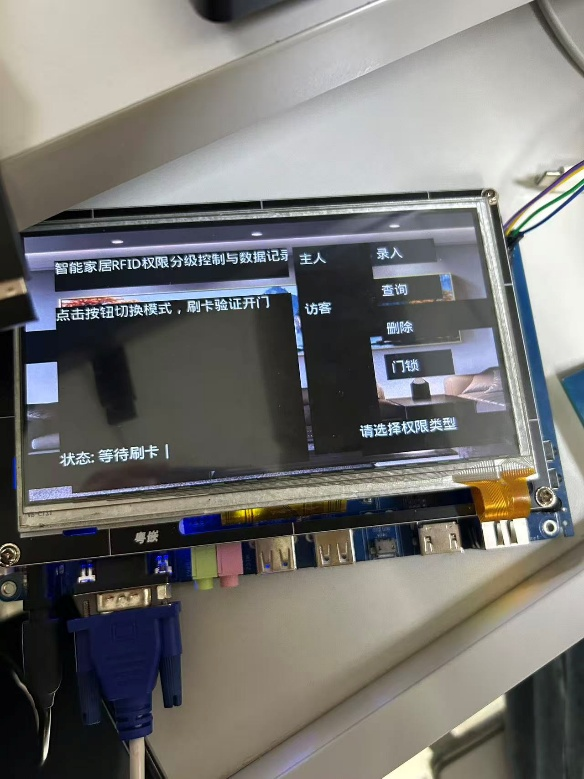 智能家居RFID权限分级控制与数据记录
点击按钮切换模式，刷卡验证开门
状态: 等待刷卡 |
主人
访客
录入
查询
删除
门锁
请选择权限类型
粤嵌